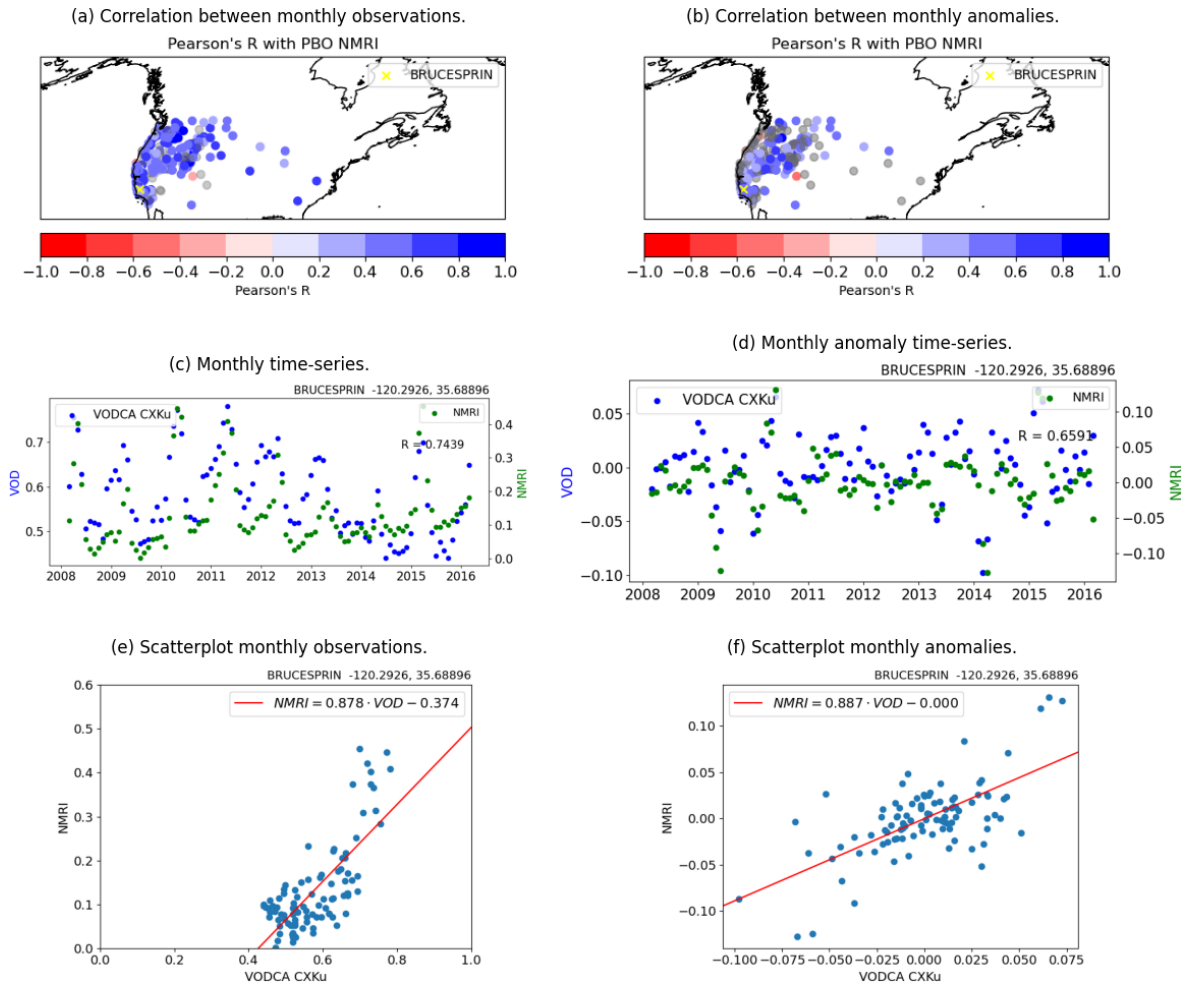 (a) Correlation between monthly observations.
Pearson's R with PBO NMRI
BRUCESPRIN
−1.0 −0.8 −0.6 −0.4 −0.2 0.0 0.2 0.4 0.6 0.8 1.0
Pearson's R
(b) Correlation between monthly anomalies.
Pearson's R with PBO NMRI
BRUCESPRIN
−1.0 −0.8 −0.6 −0.4 −0.2 0.0 0.2 0.4 0.6 0.8 1.0
Pearson's R
(c) Monthly time-series.
BRUCESPRIN -120.2926, 35.68896
VODCA CXKu
NMRI
R = 0.7439
VOD
0.7
0.6
0.5
NMRI
0.4
0.3
0.2
0.1
0.0
2008 2009 2010 2011 2012 2013 2014 2015 2016
(d) Monthly anomaly time-series.
BRUCESPRIN -120.2926, 35.68896
VODCA CXKu
NMRI
R = 0.6591
VOD
0.05
0.00
−0.05
−0.10
NMRI
0.10
0.05
0.00
−0.05
−0.10
2008 2009 2010 2011 2012 2013 2014 2015 2016
(e) Scatterplot monthly observations.
BRUCESPRIN -120.2926, 35.68896
NMRI = 0.878 · VOD − 0.374
NMRI
0.6
0.5
0.4
0.3
0.2
0.1
0.0
0.0 0.2 0.4 0.6 0.8 1.0
VODCA CXKu
(f) Scatterplot monthly anomalies.
BRUCESPRIN -120.2926, 35.68896
NMRI = 0.887 · VOD − 0.000
NMRI
0.10
0.05
0.00
−0.05
−0.10
−0.100 −0.075 −0.050 −0.025 0.000 0.025 0.050 0.075
VODCA CXKu